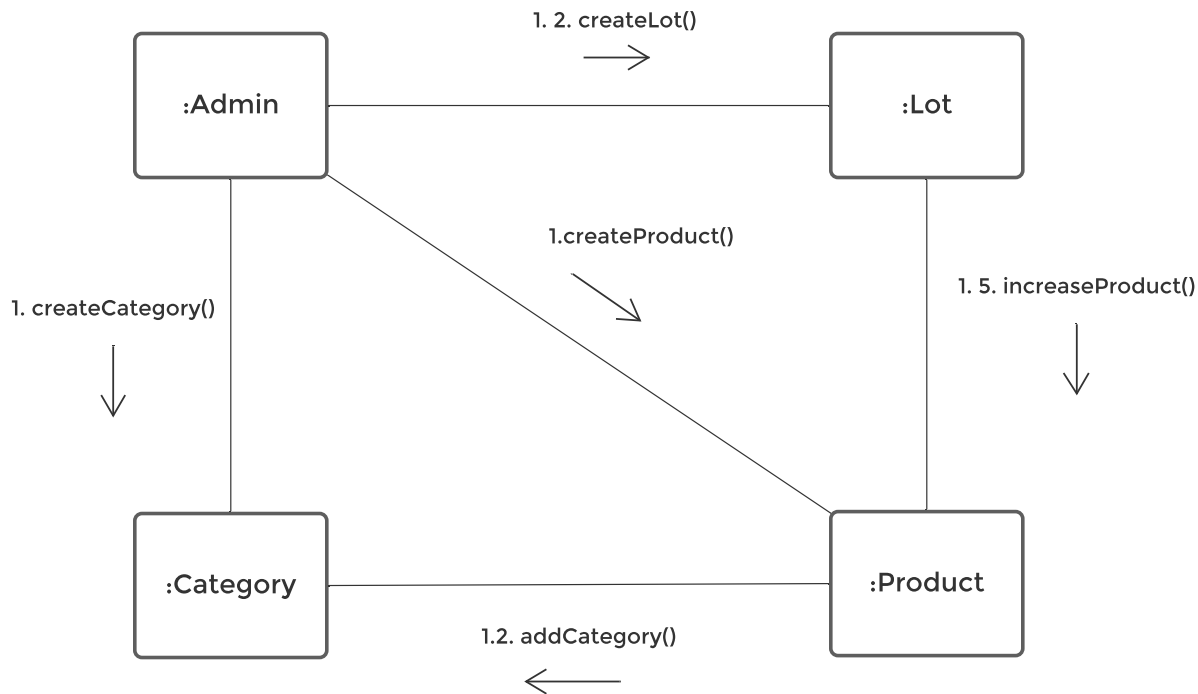 1. 2. createLot()
:Admin
:Lot
1.createProduct()
1. 5. increaseProduct()
1. createCategory()
:Category
:Product
1.2. addCategory()